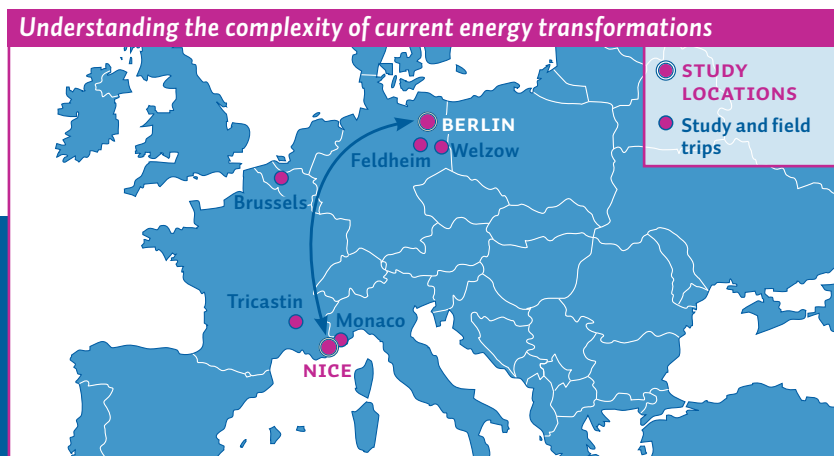 Understanding the complexity of current energy transformations
STUDY
LOCATIONS
Study and field
trips
BERLIN
Feldheim
Welzow
Brussels
Tricastin
Monaco
NICE